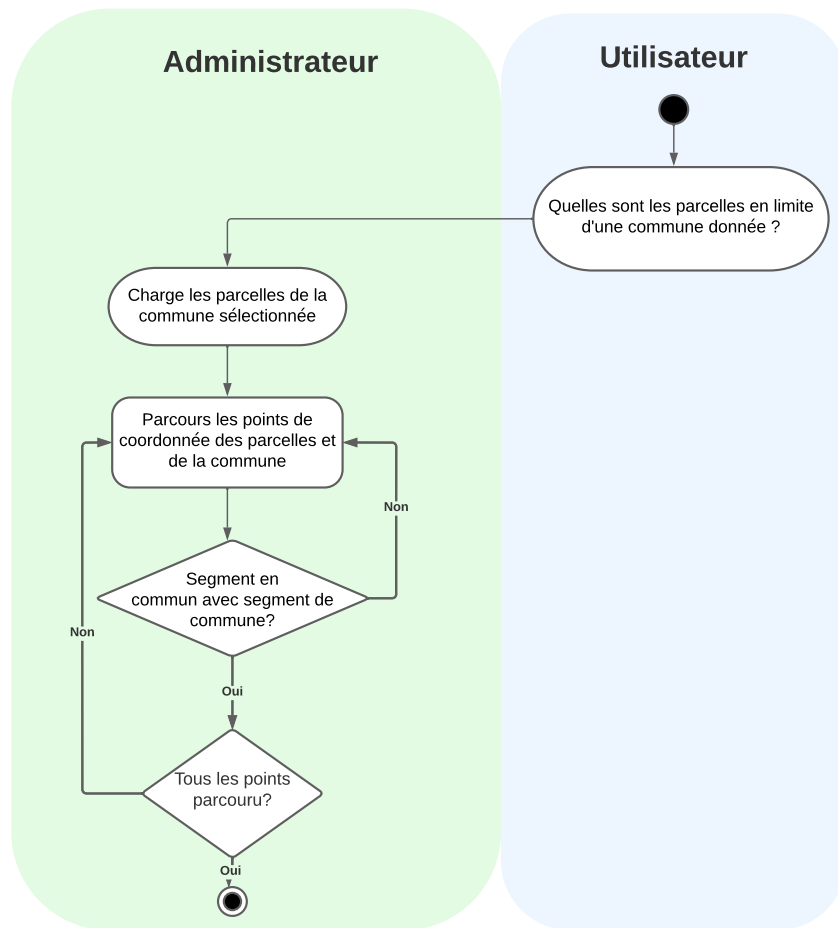 Administrateur
Utilisateur
Quelles sont les parcelles en limite
d'une commune donnée ?
Charge les parcelles de la
commune sélectionnée
Parcours les points de
coordonnée des parcelles et
de la commune
Non
Segment en
commun avec segment de
commune?
Non
Oui
Tous les points
parcouru?
Oui